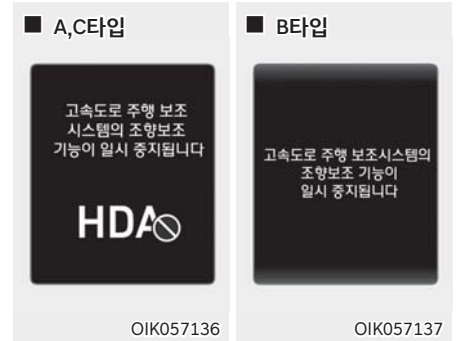 ■ A,C타입
고속도로 주행 보조
시스템의 조향보조
기능이 일시 중지됩니다
HDA
OIK057136
■ B타입
고속도로 주행 보조시스템의
조향보조 기능이
일시 중지됩니다
OIK057137